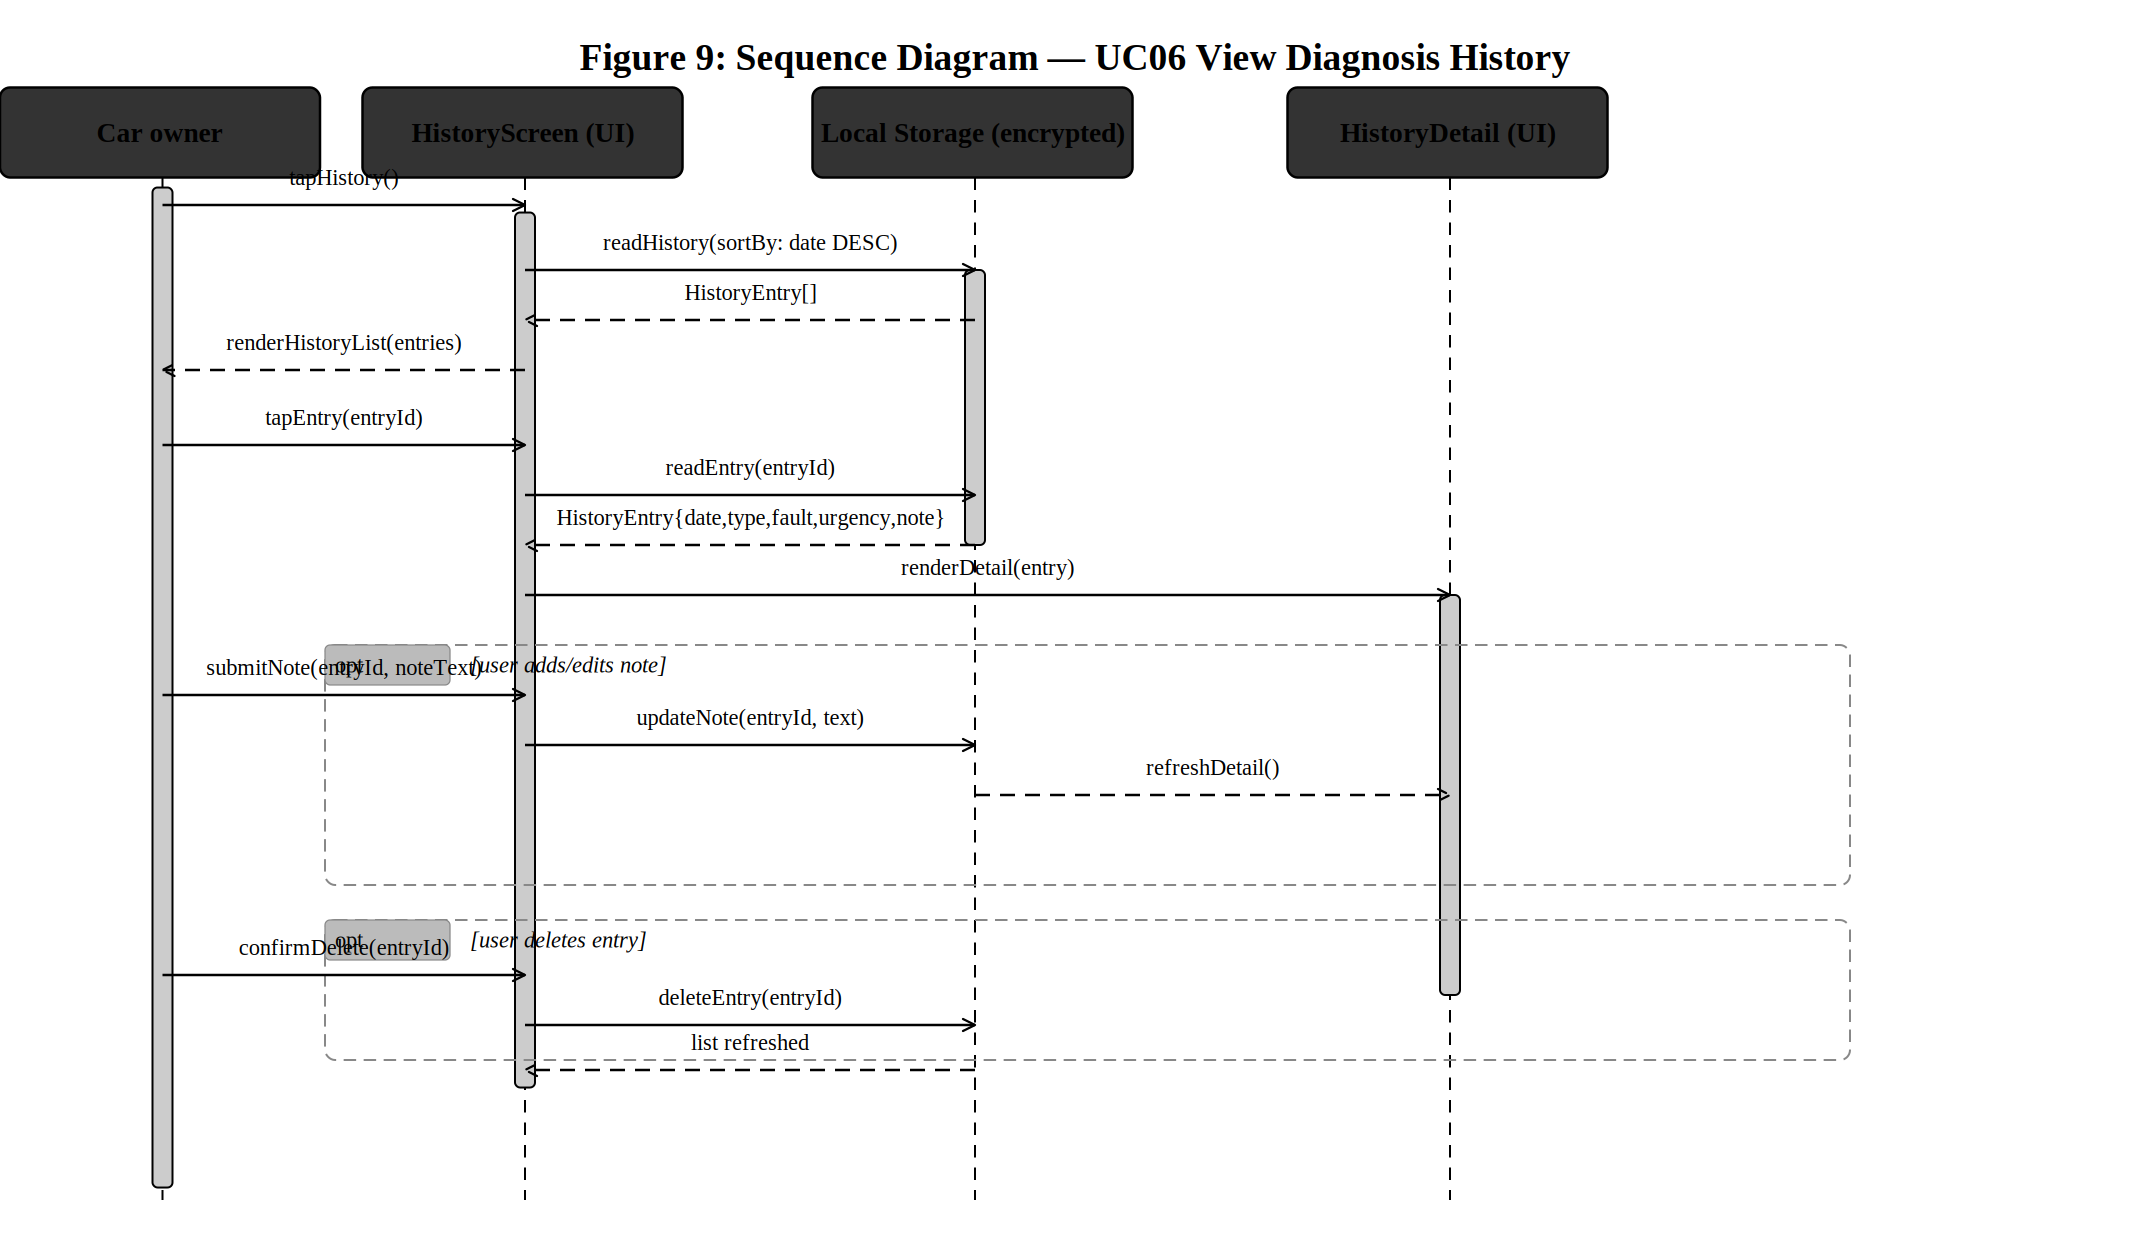 Figure 9: Sequence Diagram — UC06 View Diagnosis History
Car owner
HistoryScreen (UI)
Local Storage (encrypted)
HistoryDetail (UI)
tapHistory()
readHistory(sortBy: date DESC)
HistoryEntry[]
renderHistoryList(entries)
tapEntry(entryId)
readEntry(entryId)
HistoryEntry{date,type,fault,urgency,note}
renderDetail(entry)
opt
[user adds/edits note]
submitNote(entryId, noteText)
updateNote(entryId, text)
refreshDetail()
opt
[user deletes entry]
confirmDelete(entryId)
deleteEntry(entryId)
list refreshed